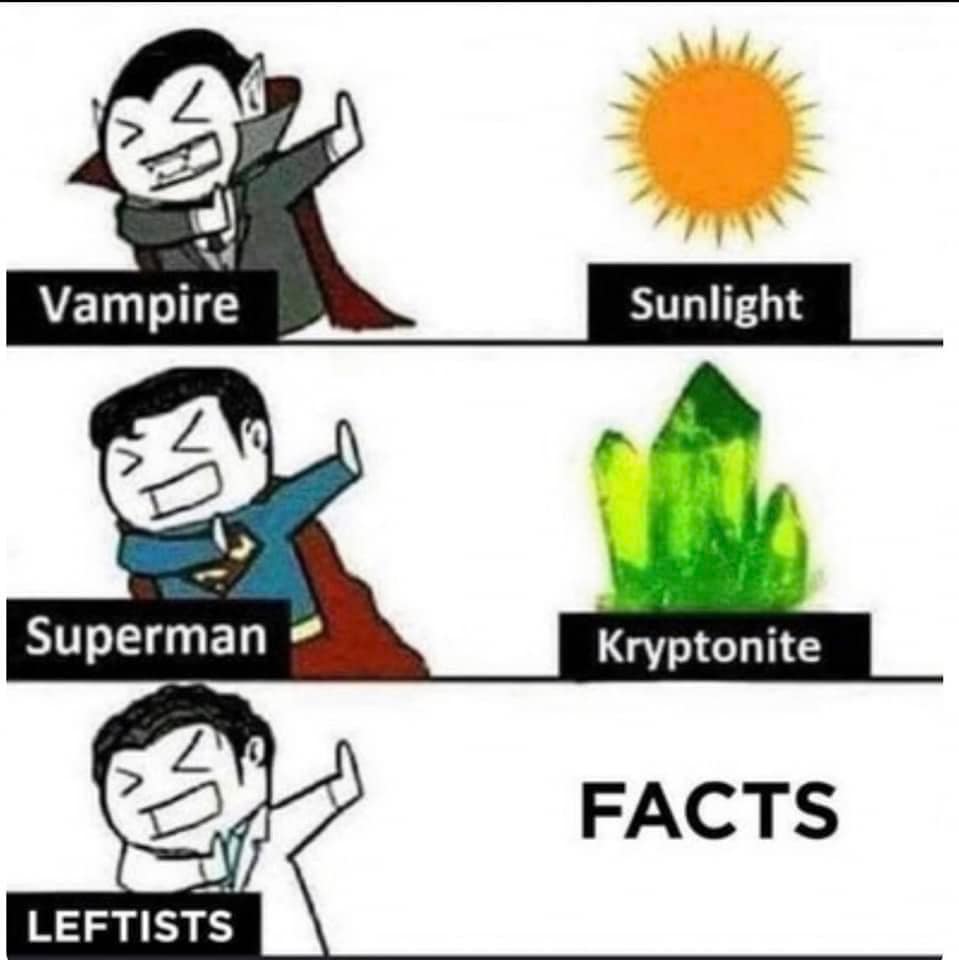 Vampire
Sunlight
Superman
Kryptonite
FACTS
LEFTISTS